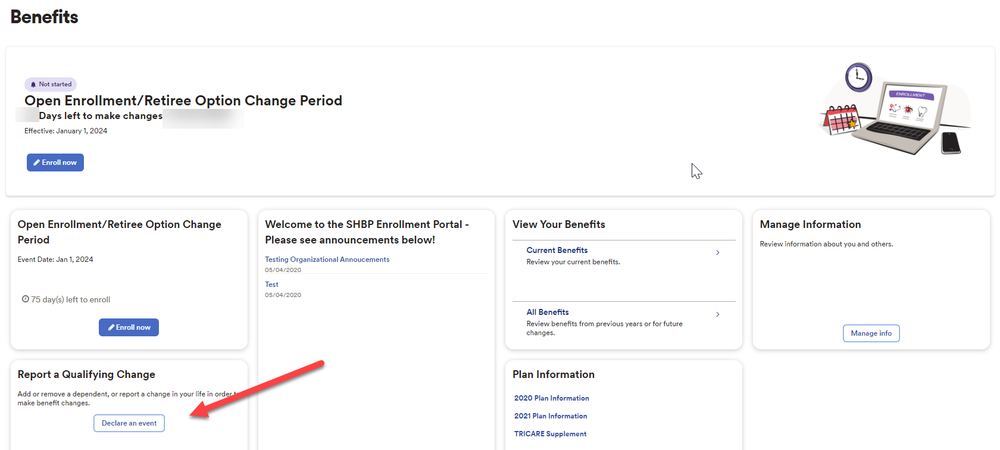 Benefits
Not started
Open Enrollment/Retiree Option Change Period
Days left to make changes
Effective: January 1, 2024
Enroll now
ENROLLMENT
Open Enrollment/Retiree Option Change
Period
Event Date: Jan 1, 2024
75 day(s) left to enroll
Enroll now
Welcome to the SHBP Enrollment Portal -
Please see announcements below!
Testing Organizational Annoucements
05/04/2020
Test
05/04/2020
View Your Benefits
Current Benefits
Review your current benefits.
All Benefits
Review benefits from previous years or for future
changes.
Manage Information
Review information about you and others.
Manage info
Report a Qualifying Change
Add or remove a dependent, or report a change in your life in order to
make benefit changes.
Declare an event
Plan Information
2020 Plan Information
2021 Plan Information
TRICARE Supplement